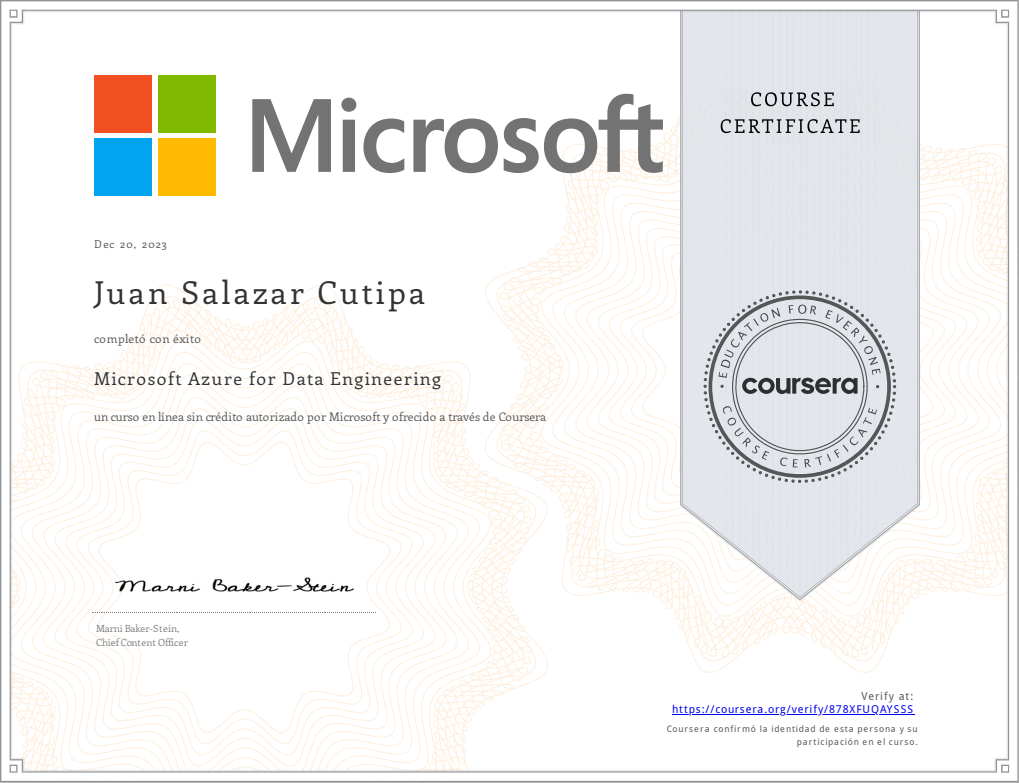 Microsoft
COURSE
CERTIFICATE
Dec 20, 2023
Juan Salazar Cutipa
completó con éxito
Microsoft Azure for Data Engineering
un curso en línea sin crédito autorizado por Microsoft y ofrecido a través de Coursera
EDUCATION FOR EVERYONE
coursera
COURSE CERTIFICATE
Marni Baker-Stein
Marni Baker-Stein,
Chief Content Officer
Verify at:
https://coursera.org/verify/878XFUQAYSSS
Coursera confirmó la identidad de esta persona y su
participación en el curso.